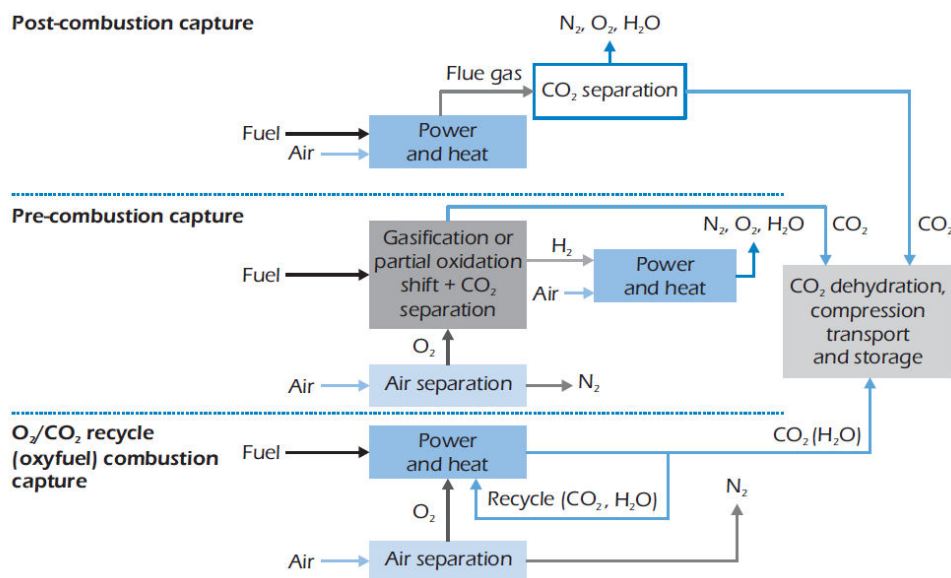 Post-combustion capture
N₂, O₂, H₂O
Flue gas
CO₂ separation
Fuel
Air
Power
and heat
CO₂
Pre-combustion capture
Fuel
Gasification or
partial oxidation
shift + CO₂
separation
H₂
Air
Power
and heat
N₂, O₂, H₂O
CO₂
CO₂ dehydration,
compression
transport
and storage
O₂
Air
Air separation
N₂
O₂/CO₂ recycle
(oxyfuel) combustion
capture
Fuel
Power
and heat
CO₂ (H₂O)
Recycle (CO₂, H₂O)
O₂
N₂
Air
Air separation